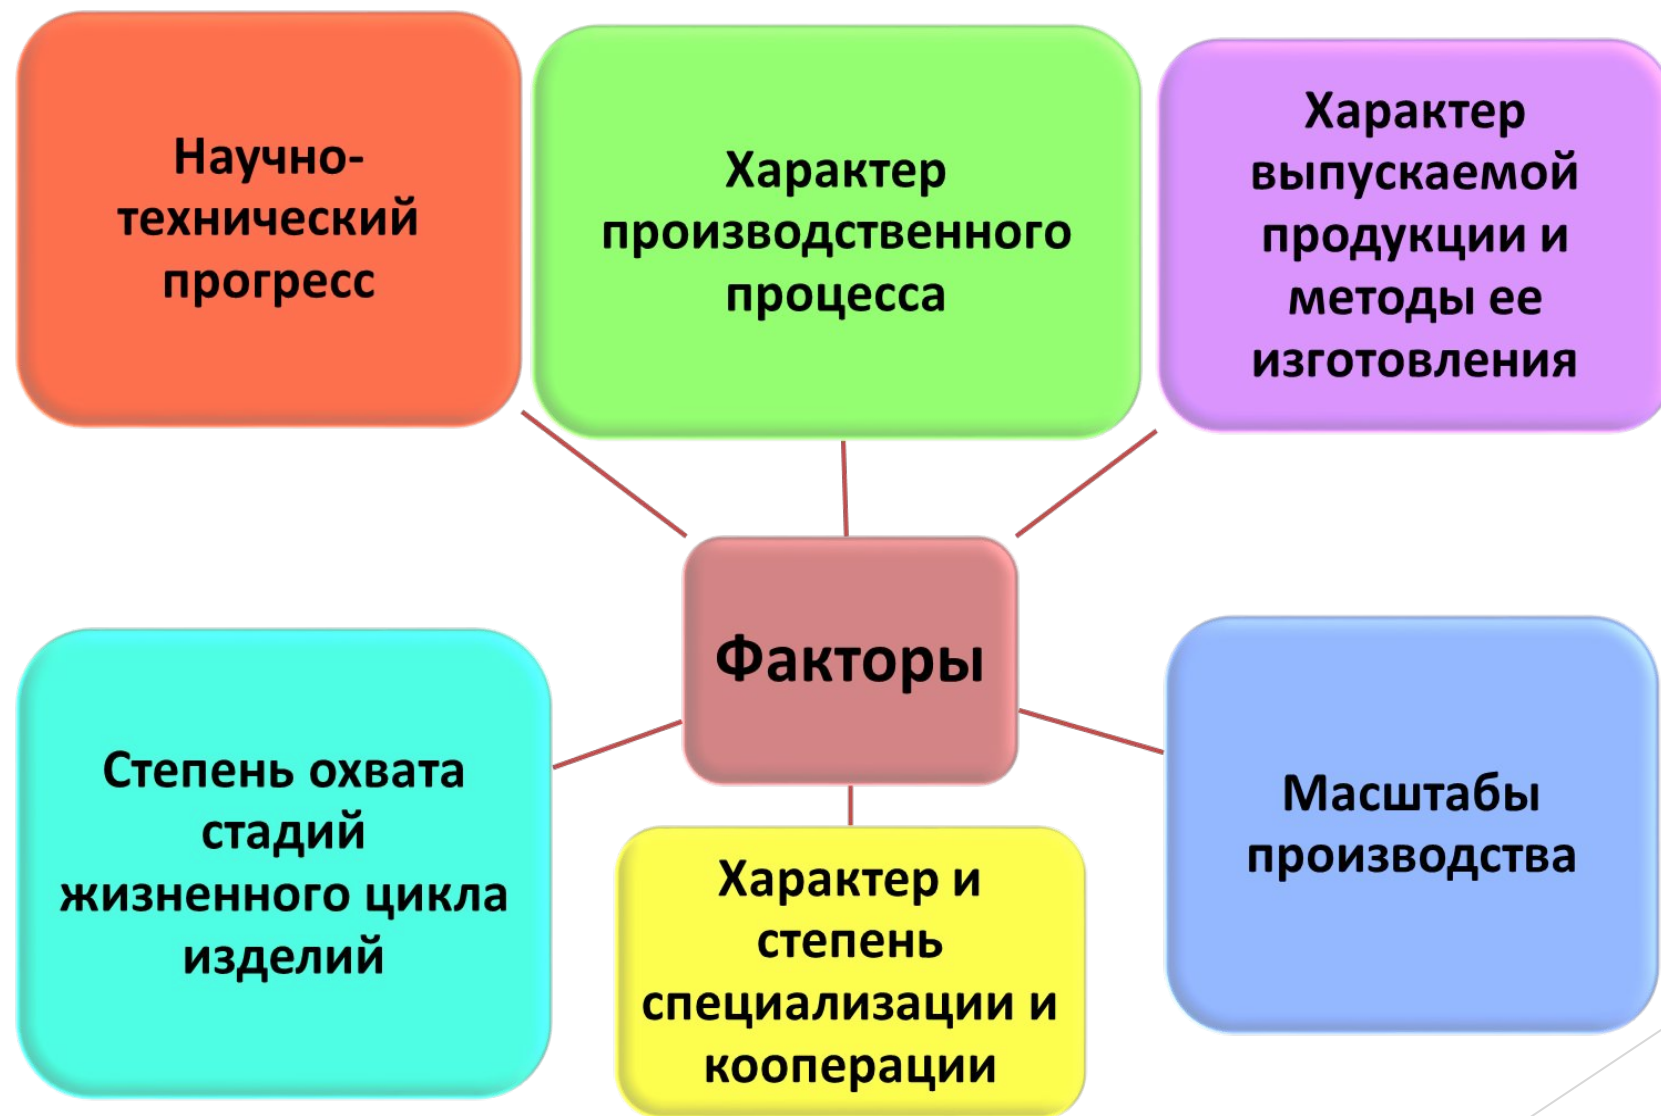 Научно-
технический
прогресс
Характер
производственного
процесса
Характер
выпускаемой
продукции и
методы ее
изготовления
Факторы
Степень охвата
стадий
жизненного цикла
изделий
Характер и
степень
специализации и
кооперации
Масштабы
производства